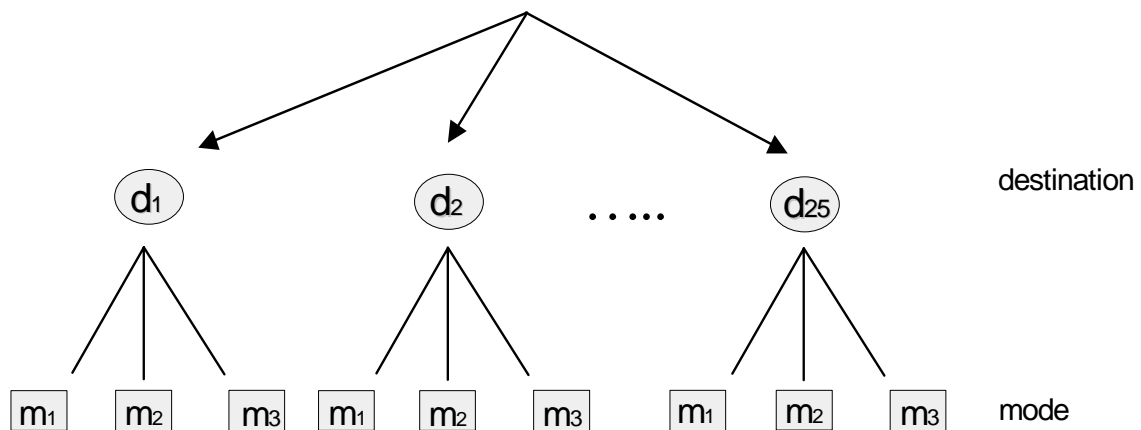 destination
d1 d2 ..... d25
m1 m2 m3 m1 m2 m3 m1 m2 m3 mode